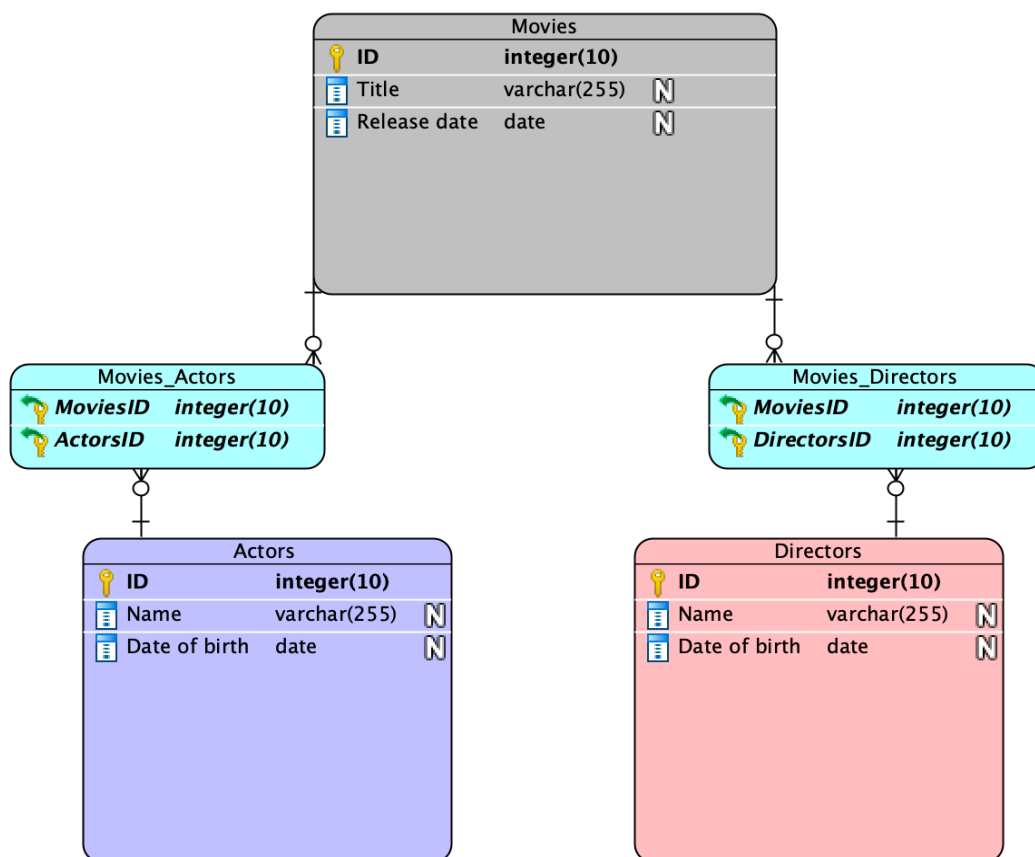 Movies
ID integer(10)
Title varchar(255) N
Release date date N
Movies_Actors
MoviesID integer(10)
ActorsID integer(10)
Movies_Directors
MoviesID integer(10)
DirectorsID integer(10)
Actors
ID integer(10)
Name varchar(255) N
Date of birth date N
Directors
ID integer(10)
Name varchar(255) N
Date of birth date N